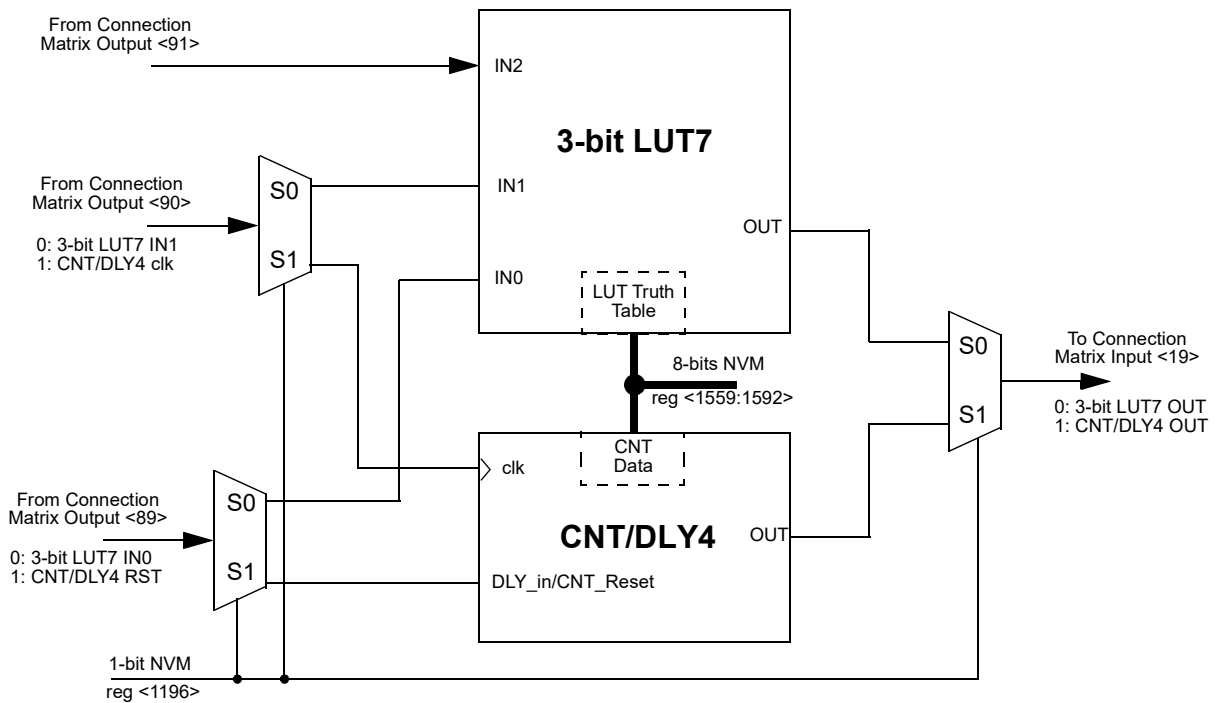 From Connection
Matrix Output <91>
IN2
3-bit LUT7
From Connection
Matrix Output <90>
0: 3-bit LUT7 IN1
1: CNT/DLY4 clk
S0
S1
IN1
IN0
OUT
LUT Truth
Table
8-bits NVM
reg <1559:1592>
S0
S1
To Connection
Matrix Input <19>
0: 3-bit LUT7 OUT
1: CNT/DLY4 OUT
CNT
Data
clk
CNT/DLY4
OUT
DLY_in/CNT_Reset
From Connection
Matrix Output <89>
0: 3-bit LUT7 IN0
1: CNT/DLY4 RST
S0
S1
1-bit NVM
reg <1196>